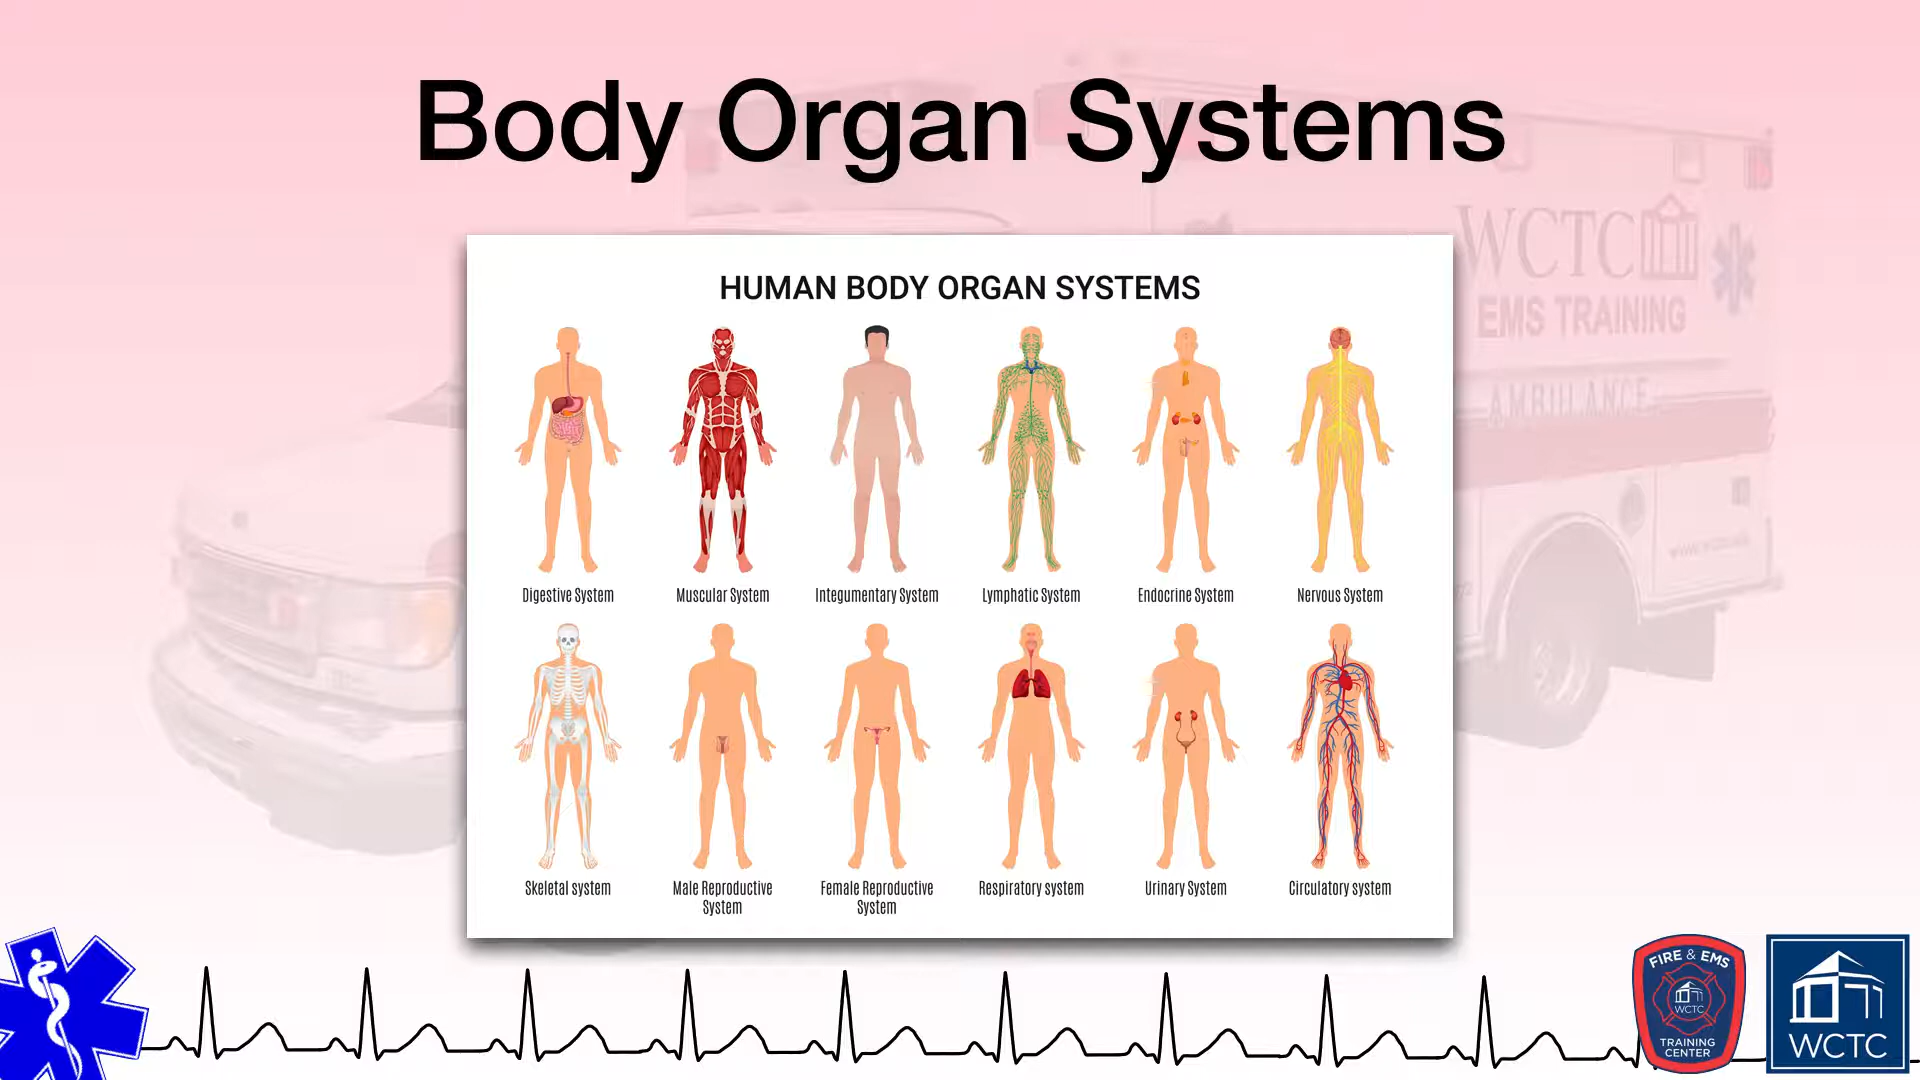 Body Organ Systems
HUMAN BODY ORGAN SYSTEMS
Digestive System
Muscular System
Integumentary System
Lymphatic System
Endocrine System
Nervous System
Skeletal system
Male Reproductive
System
Female Reproductive
System
Respiratory system
Urinary System
Circulatory system
WCTC
EMS TRAINING
AMBULANCE
FIRE & EMS
WCTC
TRAINING
CENTER
WCTC